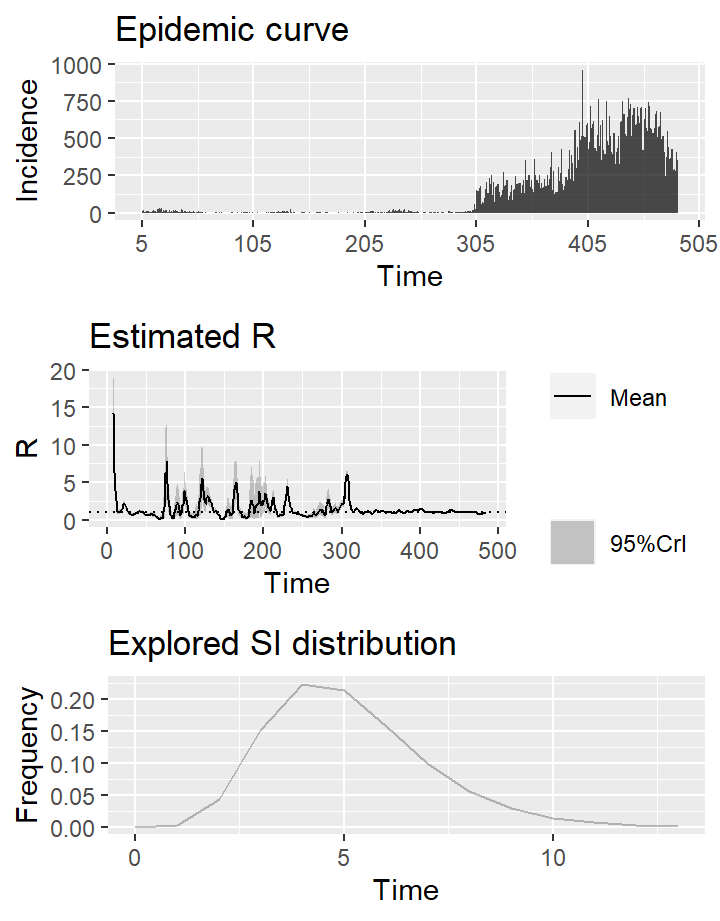 Epidemic curve
Incidence
1000
750
500
250
0
5 105 205 305 405 505
Time
Estimated R
R
20
15
10
5
0
0 100 200 300 400 500
Time
Mean
95%CrI
Explored SI distribution
Frequency
0.20
0.15
0.10
0.05
0.00
0 5 10
Time